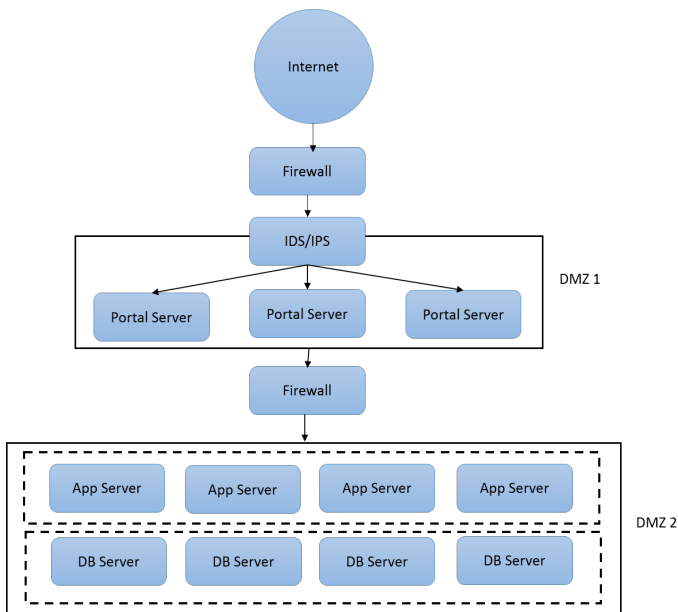 Internet
Firewall
IDS/IPS
DMZ 1
Portal Server
Portal Server
Portal Server
Firewall
App Server
App Server
App Server
App Server
DMZ 2
DB Server
DB Server
DB Server
DB Server